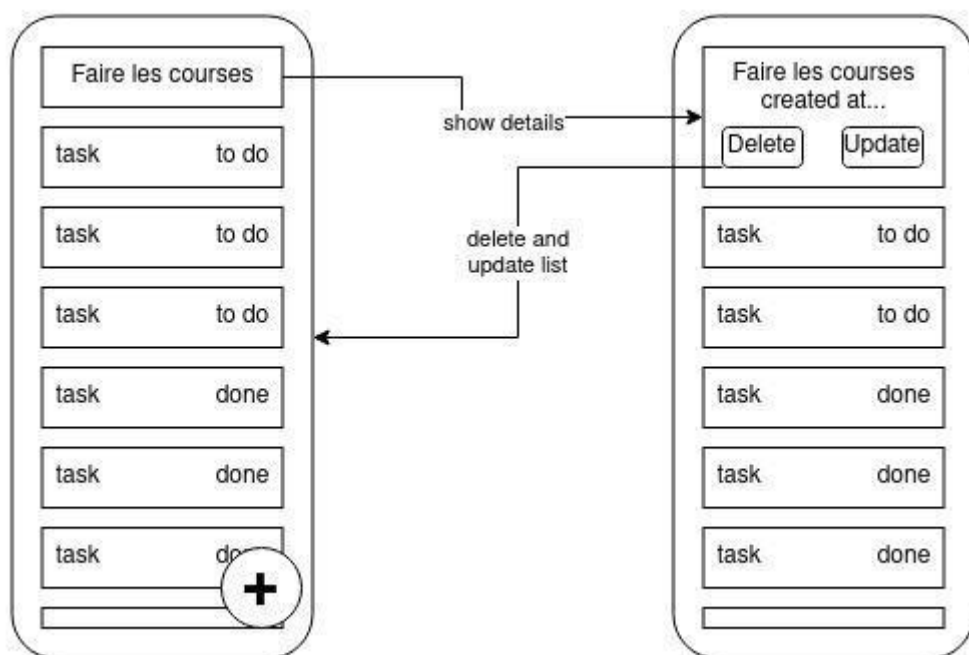 Faire les courses
task to do
task to do
task to do
task done
task done
task
+
show details
delete and
update list
Faire les courses
created at...
Delete Update
task to do
task to do
task done
task done
task done